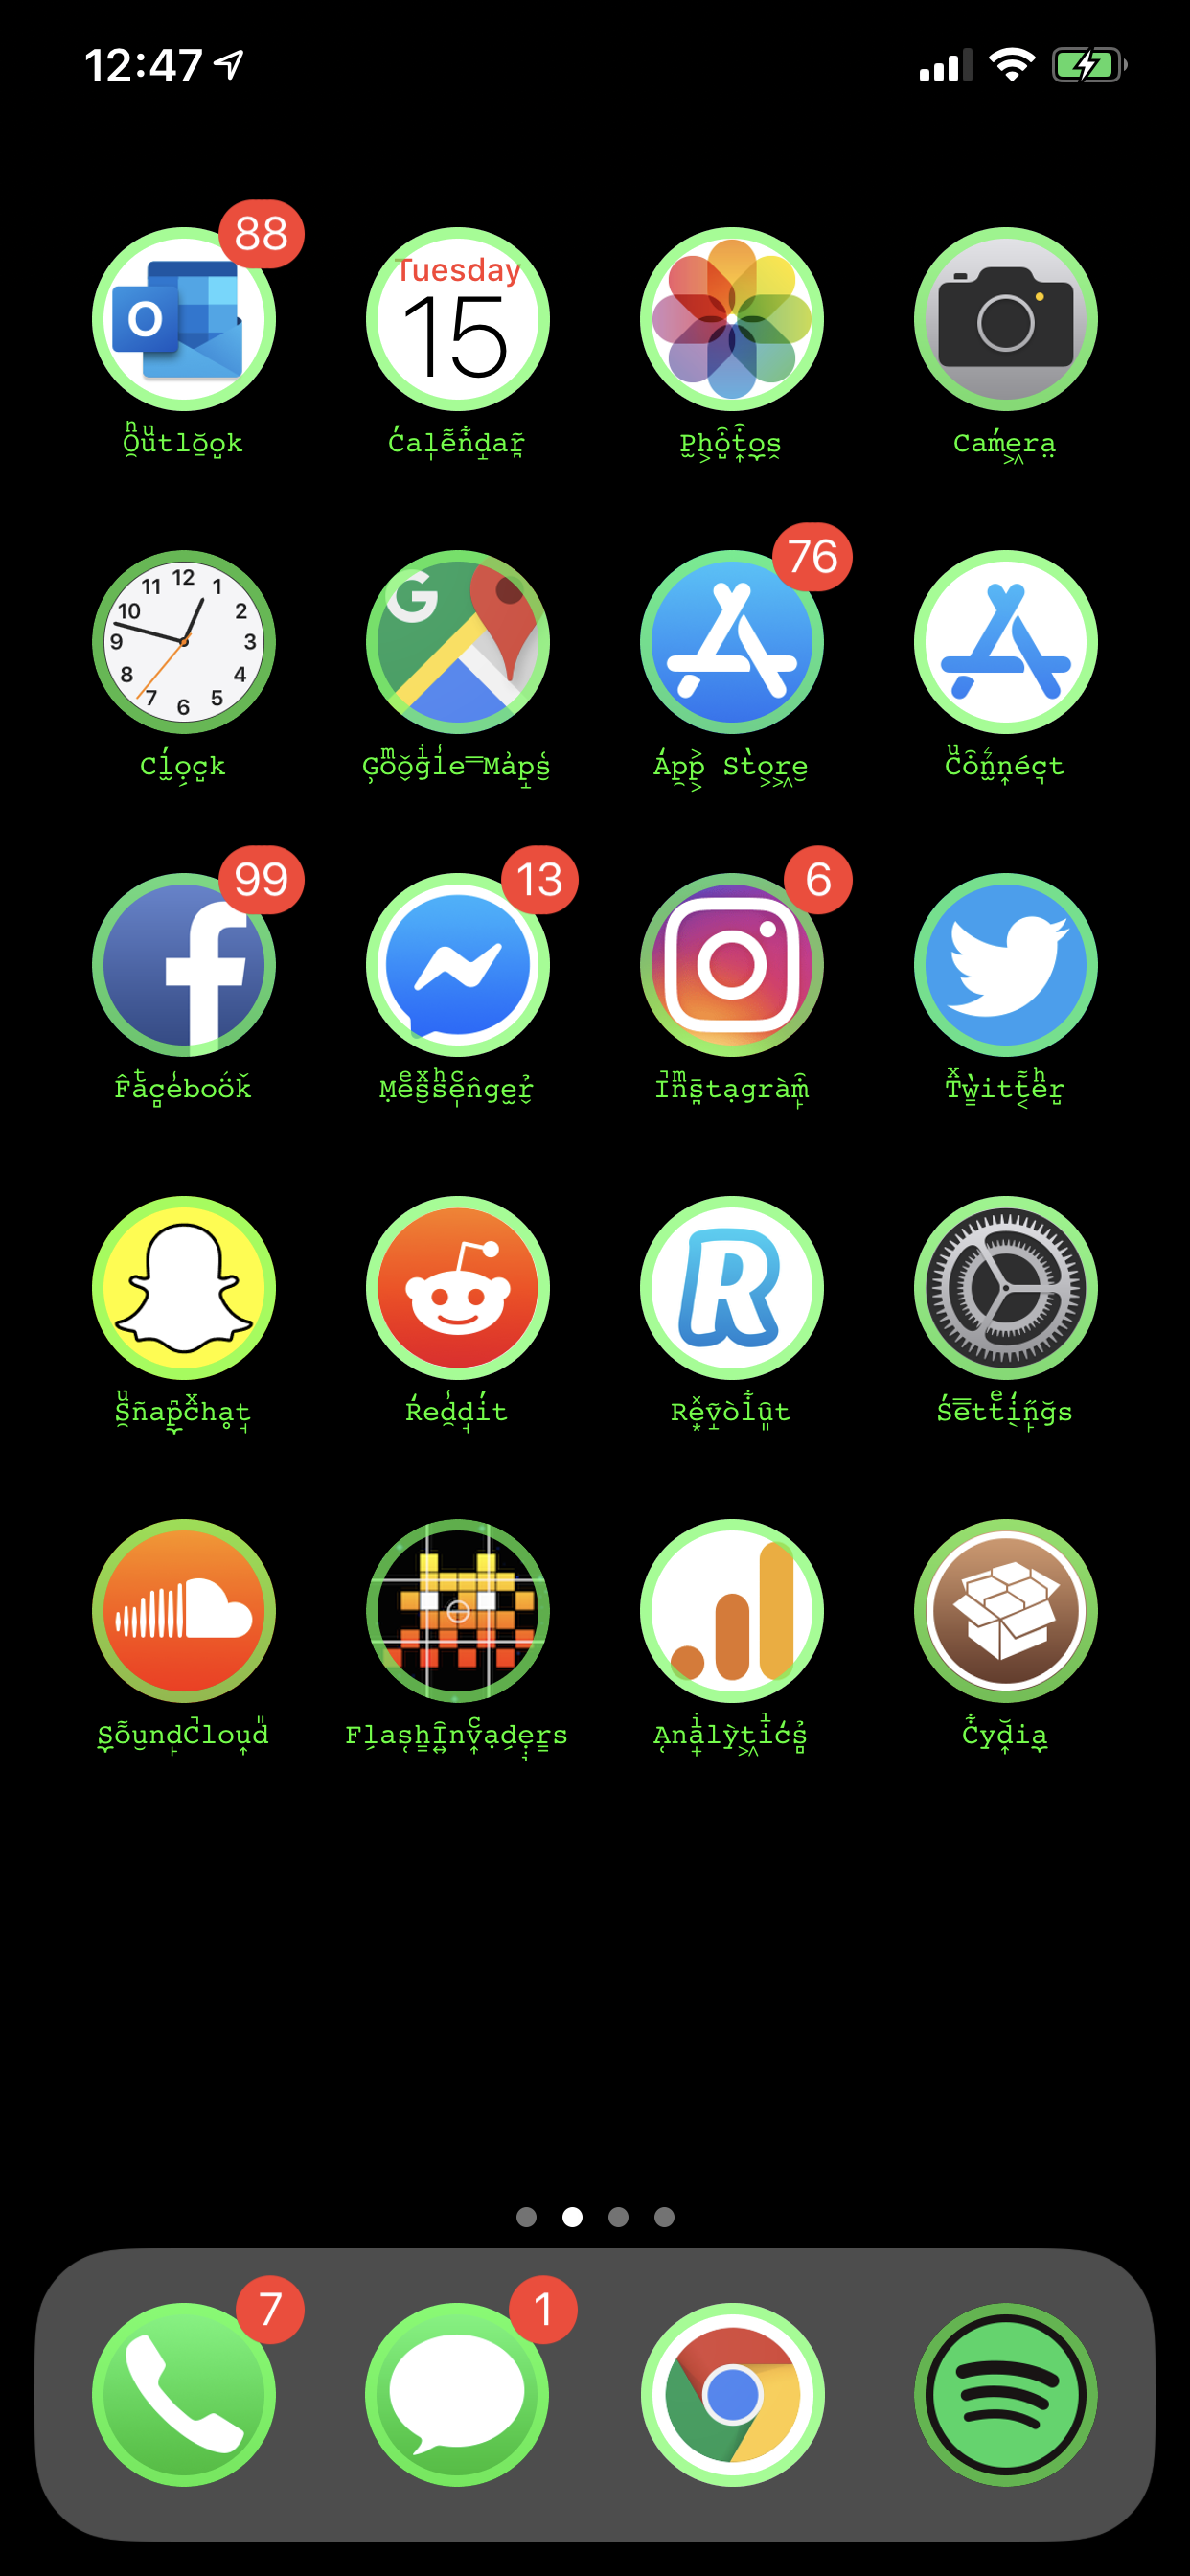 12:47
88
Tuesday
15
Outlook
Calendar
Photos
Camera
12
11 1
10 2
9 3
8 4
7 6 5
76
G
Clock
Google Maps
App Store
Connect
99
13
6
Facebook
Messenger
Instagram
Twitter
R
Snapchat
Reddit
Revolut
Settings
SoundCloud
FlashInvaders
Analytics
Cydia
7
1